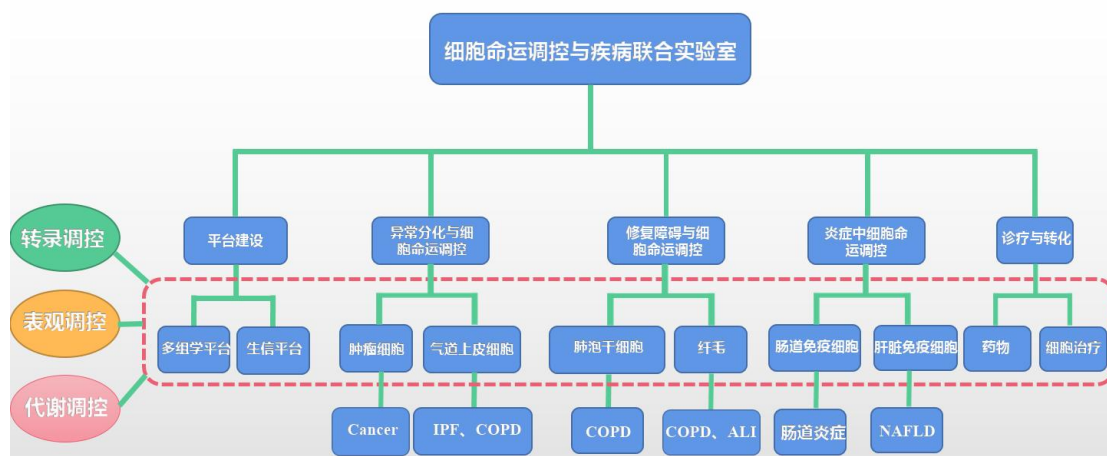 细胞命运调控与疾病联合实验室
转录调控
平台建设
异常分化与细
胞命运调控
修复障碍与细
胞命运调控
炎症中细胞命
运调控
诊疗与转化
表观调控
多组学平台
生信平台
肿瘤细胞
气道上皮细胞
肺泡干细胞
纤毛
肠道免疫细胞
肝脏免疫细胞
药物
细胞治疗
代谢调控
Cancer
IPF、COPD
COPD
COPD、ALI
肠道炎症
NAFLD